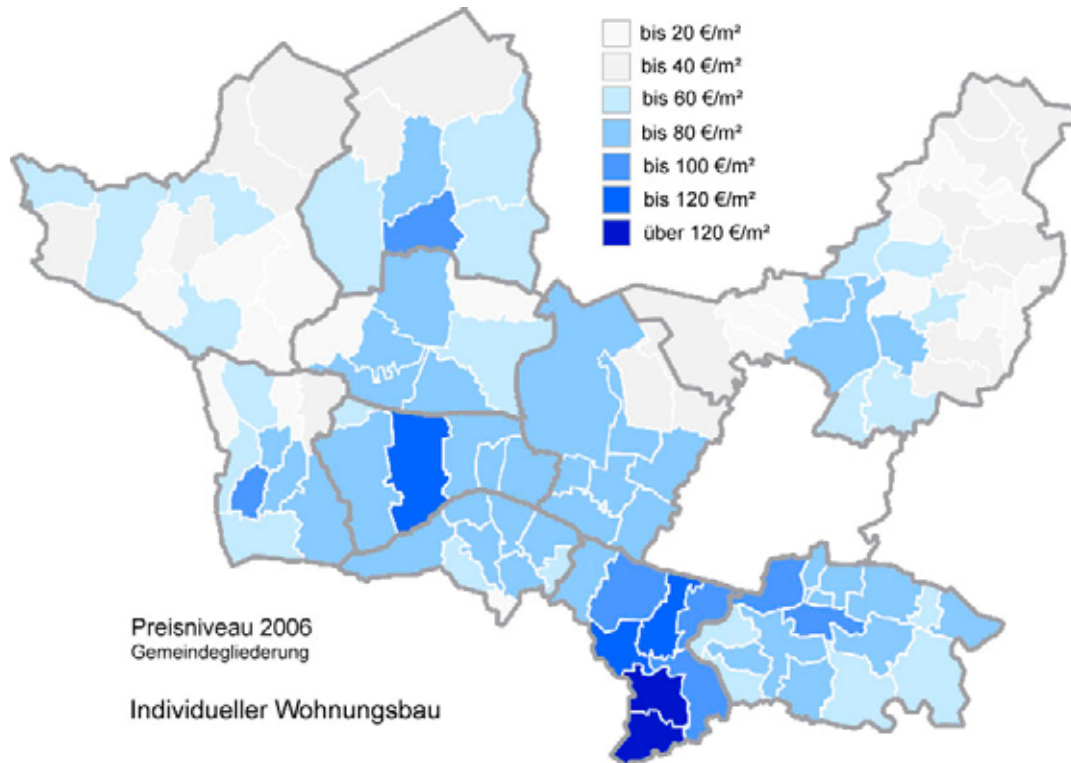 bis 20 €/m²
bis 40 €/m²
bis 60 €/m²
bis 80 €/m²
bis 100 €/m²
bis 120 €/m²
über 120 €/m²
Preisniveau 2006
Gemeindegliederung
Individueller Wohnungsbau